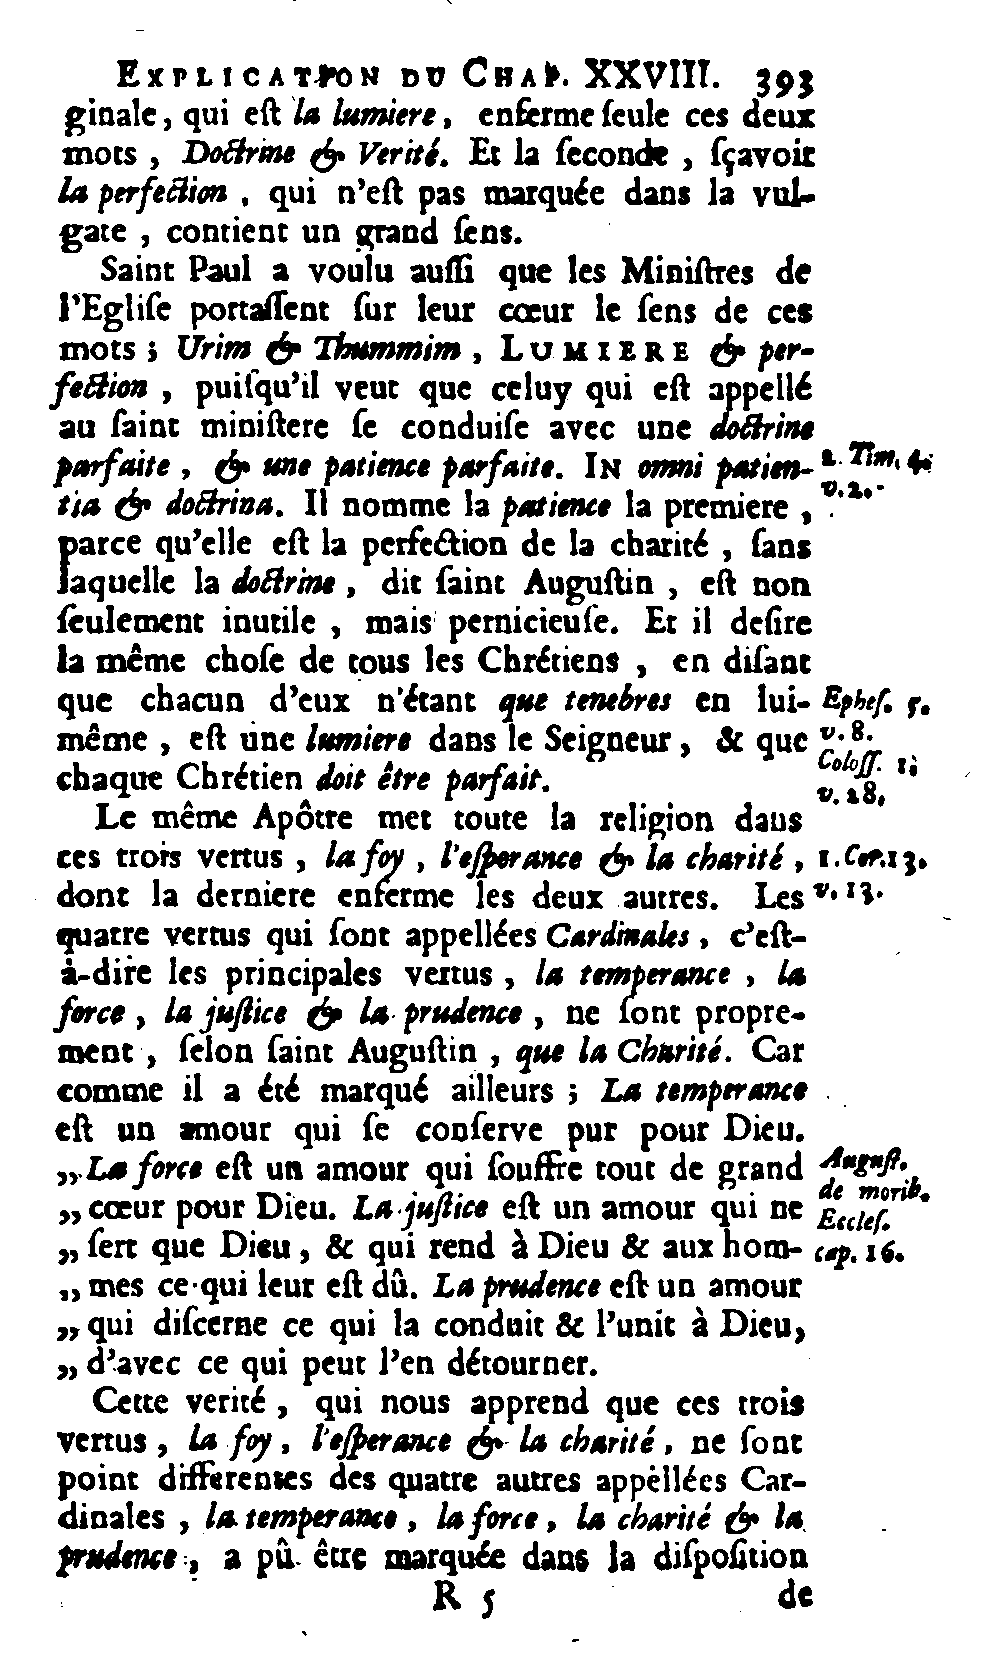 EXPLICATION DU CHAP. XXVIII. 393
ginale, qui eſt la lumiere, enferme ſeule ces deux
mots, Doctrine & Verité. Et la ſeconde, ſçavoir
la perfection, qui n'eſt pas marquée dans la vul-
gate, contient un grand ſens.
Saint Paul a voulu auſſi que les Miniſtres de
l'Egliſe portaſſent ſur leur cœur le ſens de ces
mots; Urim & Thummim, LUMIERE & per-
fection, puiſqu'il veut que celuy qui eſt appellé
au ſaint miniſtere ſe conduiſe avec une doctrine
parfaite, & une patience parfaite. IN omni patien-
tia & doctrina. Il nomme la patience la premiere,
parce qu'elle eſt la perfection de la charité, ſans
laquelle la doctrine, dit ſaint Auguſtin, eſt non
ſeulement inutile, mais pernicieuſe. Et il deſire
la même choſe de tous les Chrétiens, en diſant
que chacun d'eux n'étant que tenebres en lui-
même, eſt une lumiere dans le Seigneur, & que
chaque Chrétien doit être parfait.
2. Tim. 4.
v. 2.
Epheſ. 5.
v. 8.
Coloſſ. 1.
v. 28.
Le même Apôtre met toute la religion dans
ces trois vertus, la foy, l'eſperance & la charité,
dont la derniere enferme les deux autres. Les
quatre vertus qui ſont appellées Cardinales, c'eſt-
à-dire les principales vertus, la temperance, la
force, la juſtice & la prudence, ne ſont propre-
ment, ſelon ſaint Auguſtin, que la Charité. Car
comme il a été marqué ailleurs; La temperance
eſt un amour qui ſe conſerve pur pour Dieu.
„ La force eſt un amour qui ſouffre tout de grand
„ cœur pour Dieu. La juſtice eſt un amour qui ne
„ ſert que Dieu, & qui rend à Dieu & aux hom-
„ mes ce qui leur eſt dû. La prudence eſt un amour
„ qui diſcerne ce qui la conduit & l'unit à Dieu,
„ d'avec ce qui peut l'en détourner.
1. Cor. 13.
v. 13.
Auguſt.
de morib.
Eccleſ.
cap. 16.
Cette verité, qui nous apprend que ces trois
vertus, la foy, l'eſperance & la charité, ne ſont
point differentes des quatre autres appellées Car-
dinales, la temperance, la force, la charité & la
prudence, a pû être marquée dans la diſpoſition
R 5 de